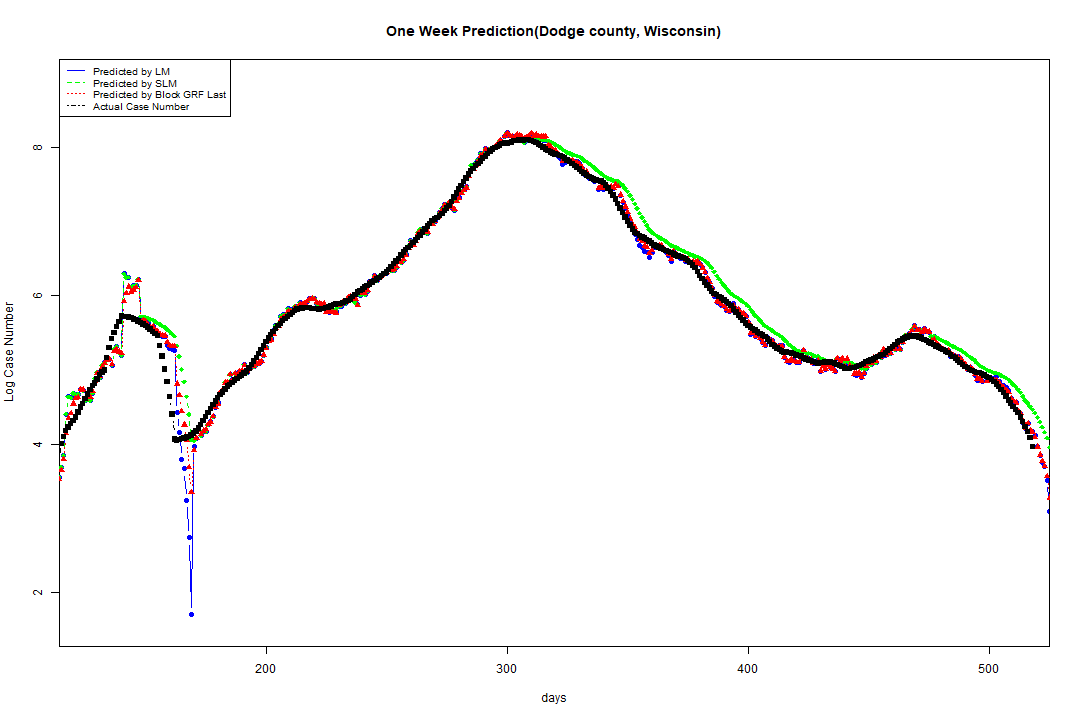 One Week Prediction(Dodge county, Wisconsin)
Predicted by LM
Predicted by SLM
Predicted by Block GRF Last
Actual Case Number
Log Case Number
8
6
4
2
200 300 400 500
days